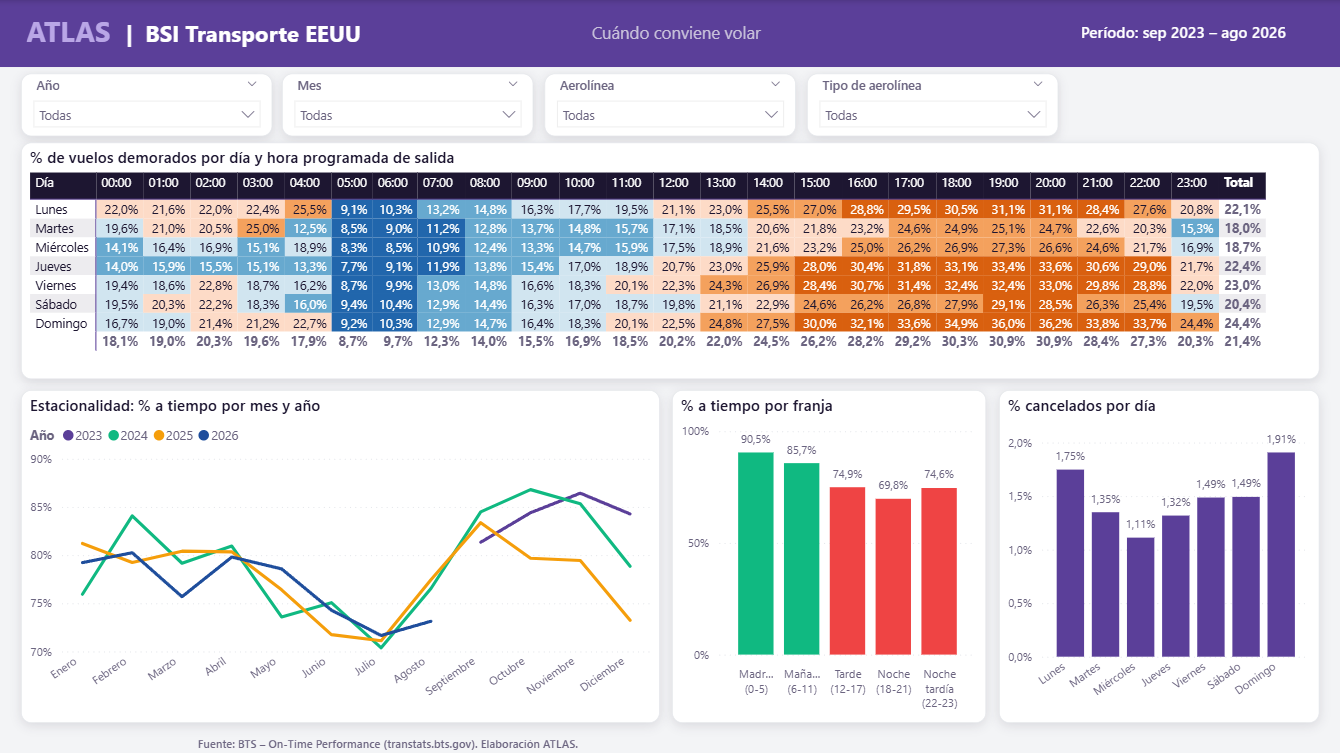 ATLAS | BSI Transporte EEUU
Cuándo conviene volar
Período: sep 2023 – ago 2026
Año
Todas
Mes
Todas
Aerolínea
Todas
Tipo de aerolínea
Todas
% de vuelos demorados por día y hora programada de salida
Día 00:00 01:00 02:00 03:00 04:00 05:00 06:00 07:00 08:00 09:00 10:00 11:00 12:00 13:00 14:00 15:00 16:00 17:00 18:00 19:00 20:00 21:00 22:00 23:00 Total
Lunes 22,0% 21,6% 22,0% 22,4% 25,5% 9,1% 10,3% 13,2% 14,8% 16,3% 17,7% 19,5% 21,1% 23,0% 25,5% 27,0% 28,8% 29,5% 30,5% 31,1% 31,1% 28,4% 27,6% 20,8% 22,1%
Martes 19,6% 21,0% 20,5% 25,0% 12,5% 8,5% 9,0% 11,2% 12,8% 13,7% 14,8% 15,7% 17,1% 18,5% 20,6% 21,8% 23,2% 24,6% 24,9% 25,1% 24,7% 22,6% 20,3% 15,3% 18,0%
Miércoles 14,1% 16,4% 16,9% 15,1% 18,9% 8,3% 8,5% 10,9% 12,4% 13,3% 14,7% 15,9% 17,5% 18,9% 21,6% 23,2% 25,0% 26,2% 26,9% 27,3% 26,6% 24,6% 21,7% 16,9% 18,7%
Jueves 14,0% 15,9% 15,5% 15,1% 13,3% 7,7% 9,1% 11,9% 13,8% 15,4% 17,0% 18,9% 20,7% 23,0% 25,9% 28,0% 30,4% 31,8% 33,1% 33,4% 33,6% 30,6% 29,0% 21,7% 22,4%
Viernes 19,4% 18,6% 22,8% 18,7% 16,2% 8,7% 9,9% 13,0% 14,8% 16,6% 18,3% 20,1% 22,3% 24,3% 26,9% 28,4% 30,7% 31,4% 32,4% 32,4% 33,0% 29,8% 28,8% 22,0% 23,0%
Sábado 19,5% 20,3% 22,2% 18,3% 16,0% 9,4% 10,4% 12,9% 14,4% 16,3% 17,0% 18,7% 19,8% 21,1% 22,9% 24,6% 26,2% 26,8% 27,9% 29,1% 28,5% 26,3% 25,4% 19,5% 20,4%
Domingo 16,7% 19,0% 21,4% 21,2% 22,7% 9,2% 10,3% 12,9% 14,7% 16,4% 18,3% 20,1% 22,5% 24,8% 27,5% 30,0% 32,1% 33,6% 34,9% 36,0% 36,2% 33,8% 33,7% 24,4% 24,4%
18,1% 19,0% 20,3% 19,6% 17,9% 8,7% 9,7% 12,3% 14,0% 15,5% 16,9% 18,5% 20,2% 22,0% 24,5% 26,2% 28,2% 29,2% 30,3% 30,9% 30,9% 28,4% 27,3% 20,3% 21,4%
Estacionalidad: % a tiempo por mes y año
Año 2023 2024 2025 2026
90%
85%
80%
75%
70%
Enero Febrero Marzo Abril Mayo Junio Julio Agosto Septiembre Octubre Noviembre Diciembre
% a tiempo por franja
100%
50%
0%
90,5% 85,7% 74,9% 69,8% 74,6%
Madr... (0-5)
Maña... (6-11)
Tarde (12-17)
Noche (18-21)
Noche tardía (22-23)
% cancelados por día
2,0%
1,5%
1,0%
0,5%
0,0%
1,75% 1,35% 1,11% 1,32% 1,49% 1,49% 1,91%
Lunes Martes Miércoles Jueves Viernes Sábado Domingo
Fuente: BTS – On-Time Performance (transtats.bts.gov). Elaboración ATLAS.